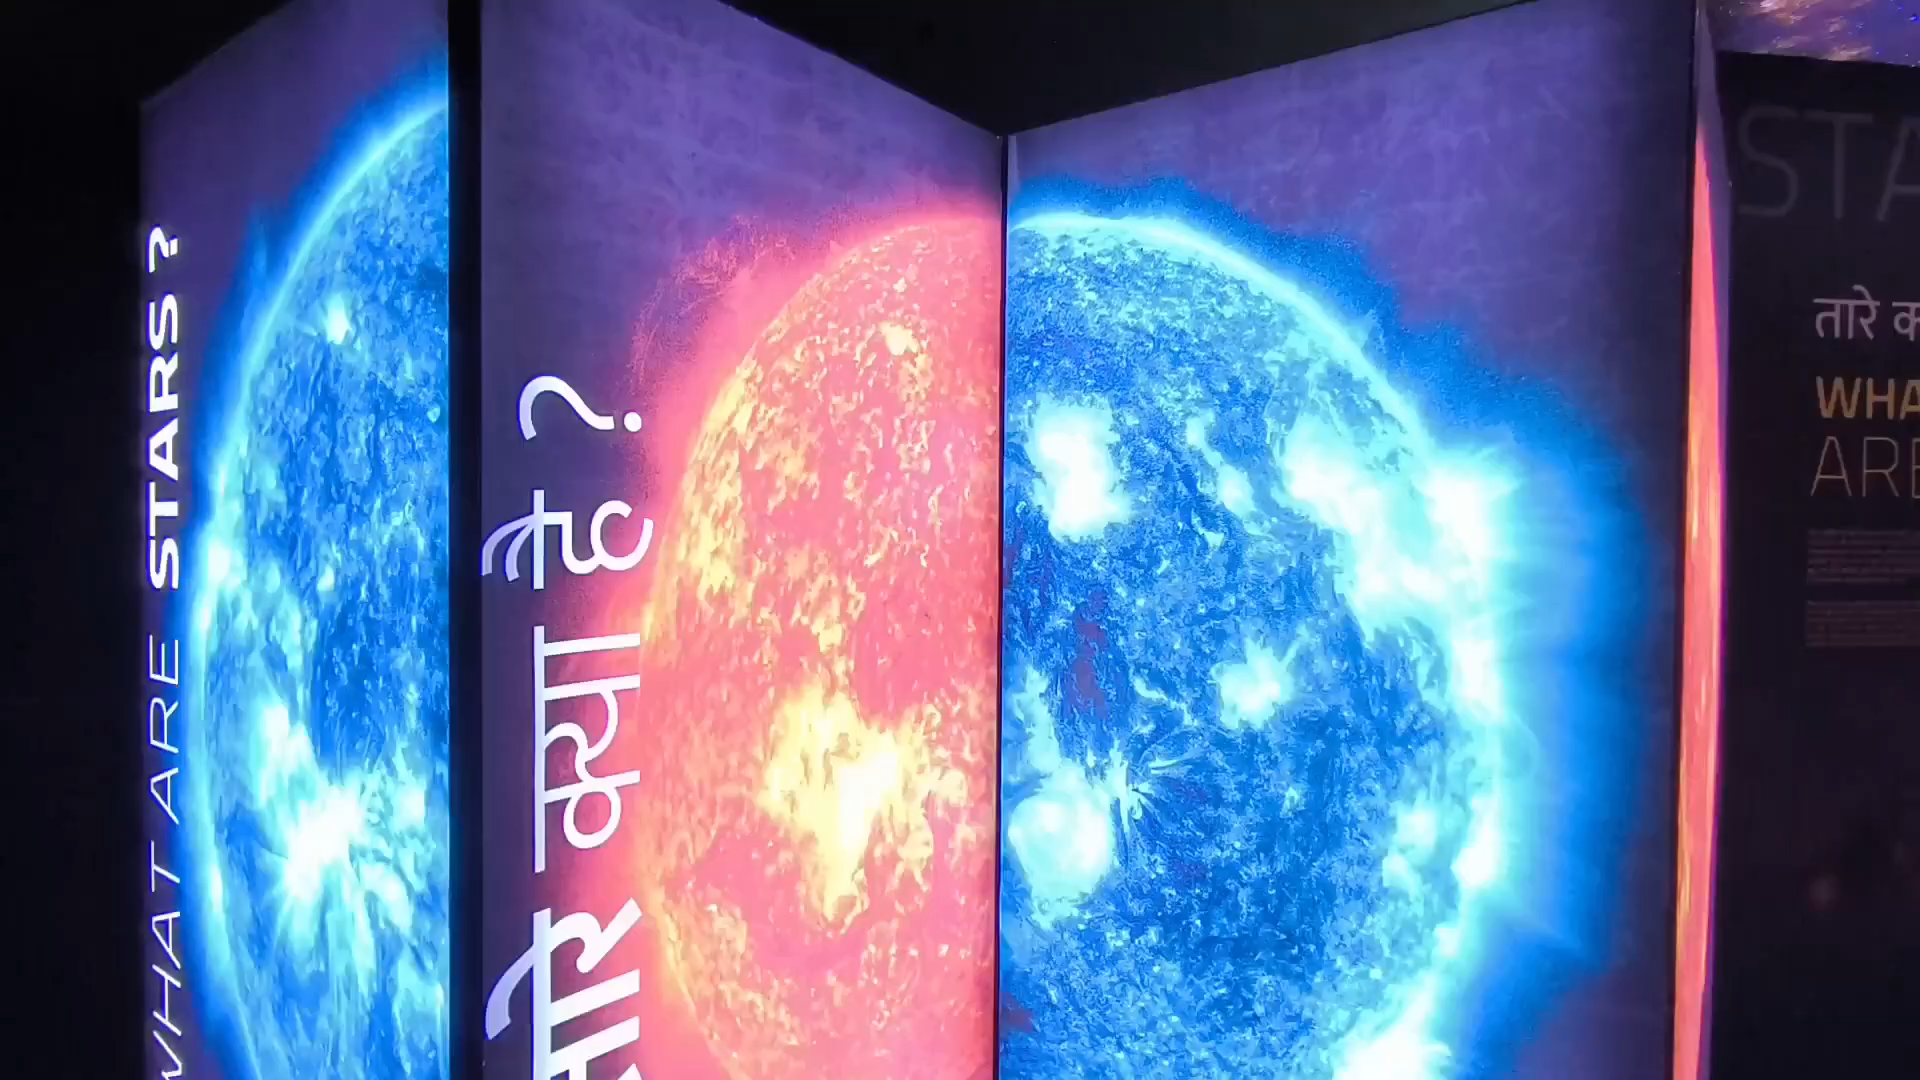 WHAT ARE STARS ?
तारे क्या है ?
STA
तारे क
WHA
ARE